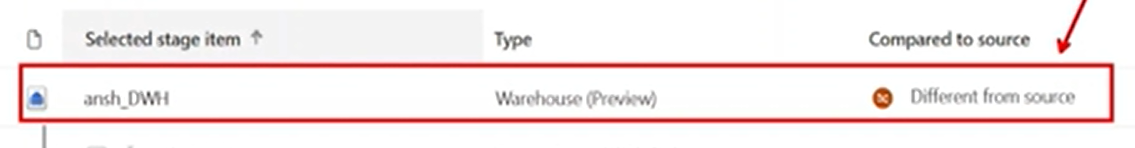 Selected stage item ↑ Type Compared to source
ansh_DWH Warehouse (Preview) Different from source